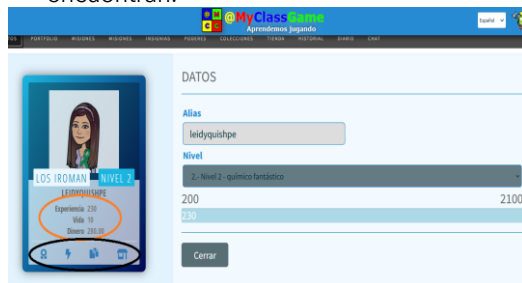 encuentran.
@MyClassGame
Aprendemos Jugando
Español
PORTFOLIO MISIONES MISIONES INSIGNIAS PODERES COLECCIONES TIENDA HISTORIAL DIARIO CHAT
DATOS
Alias
leidyquishpe
Nivel
2.- Nivel 2 - químico fantástico
200 2100
230
Cerrar
LOS IROMAN NIVEL 2
LEIDYQUISHPE
Experiencia 230
Vida 10
Dinero 280.00